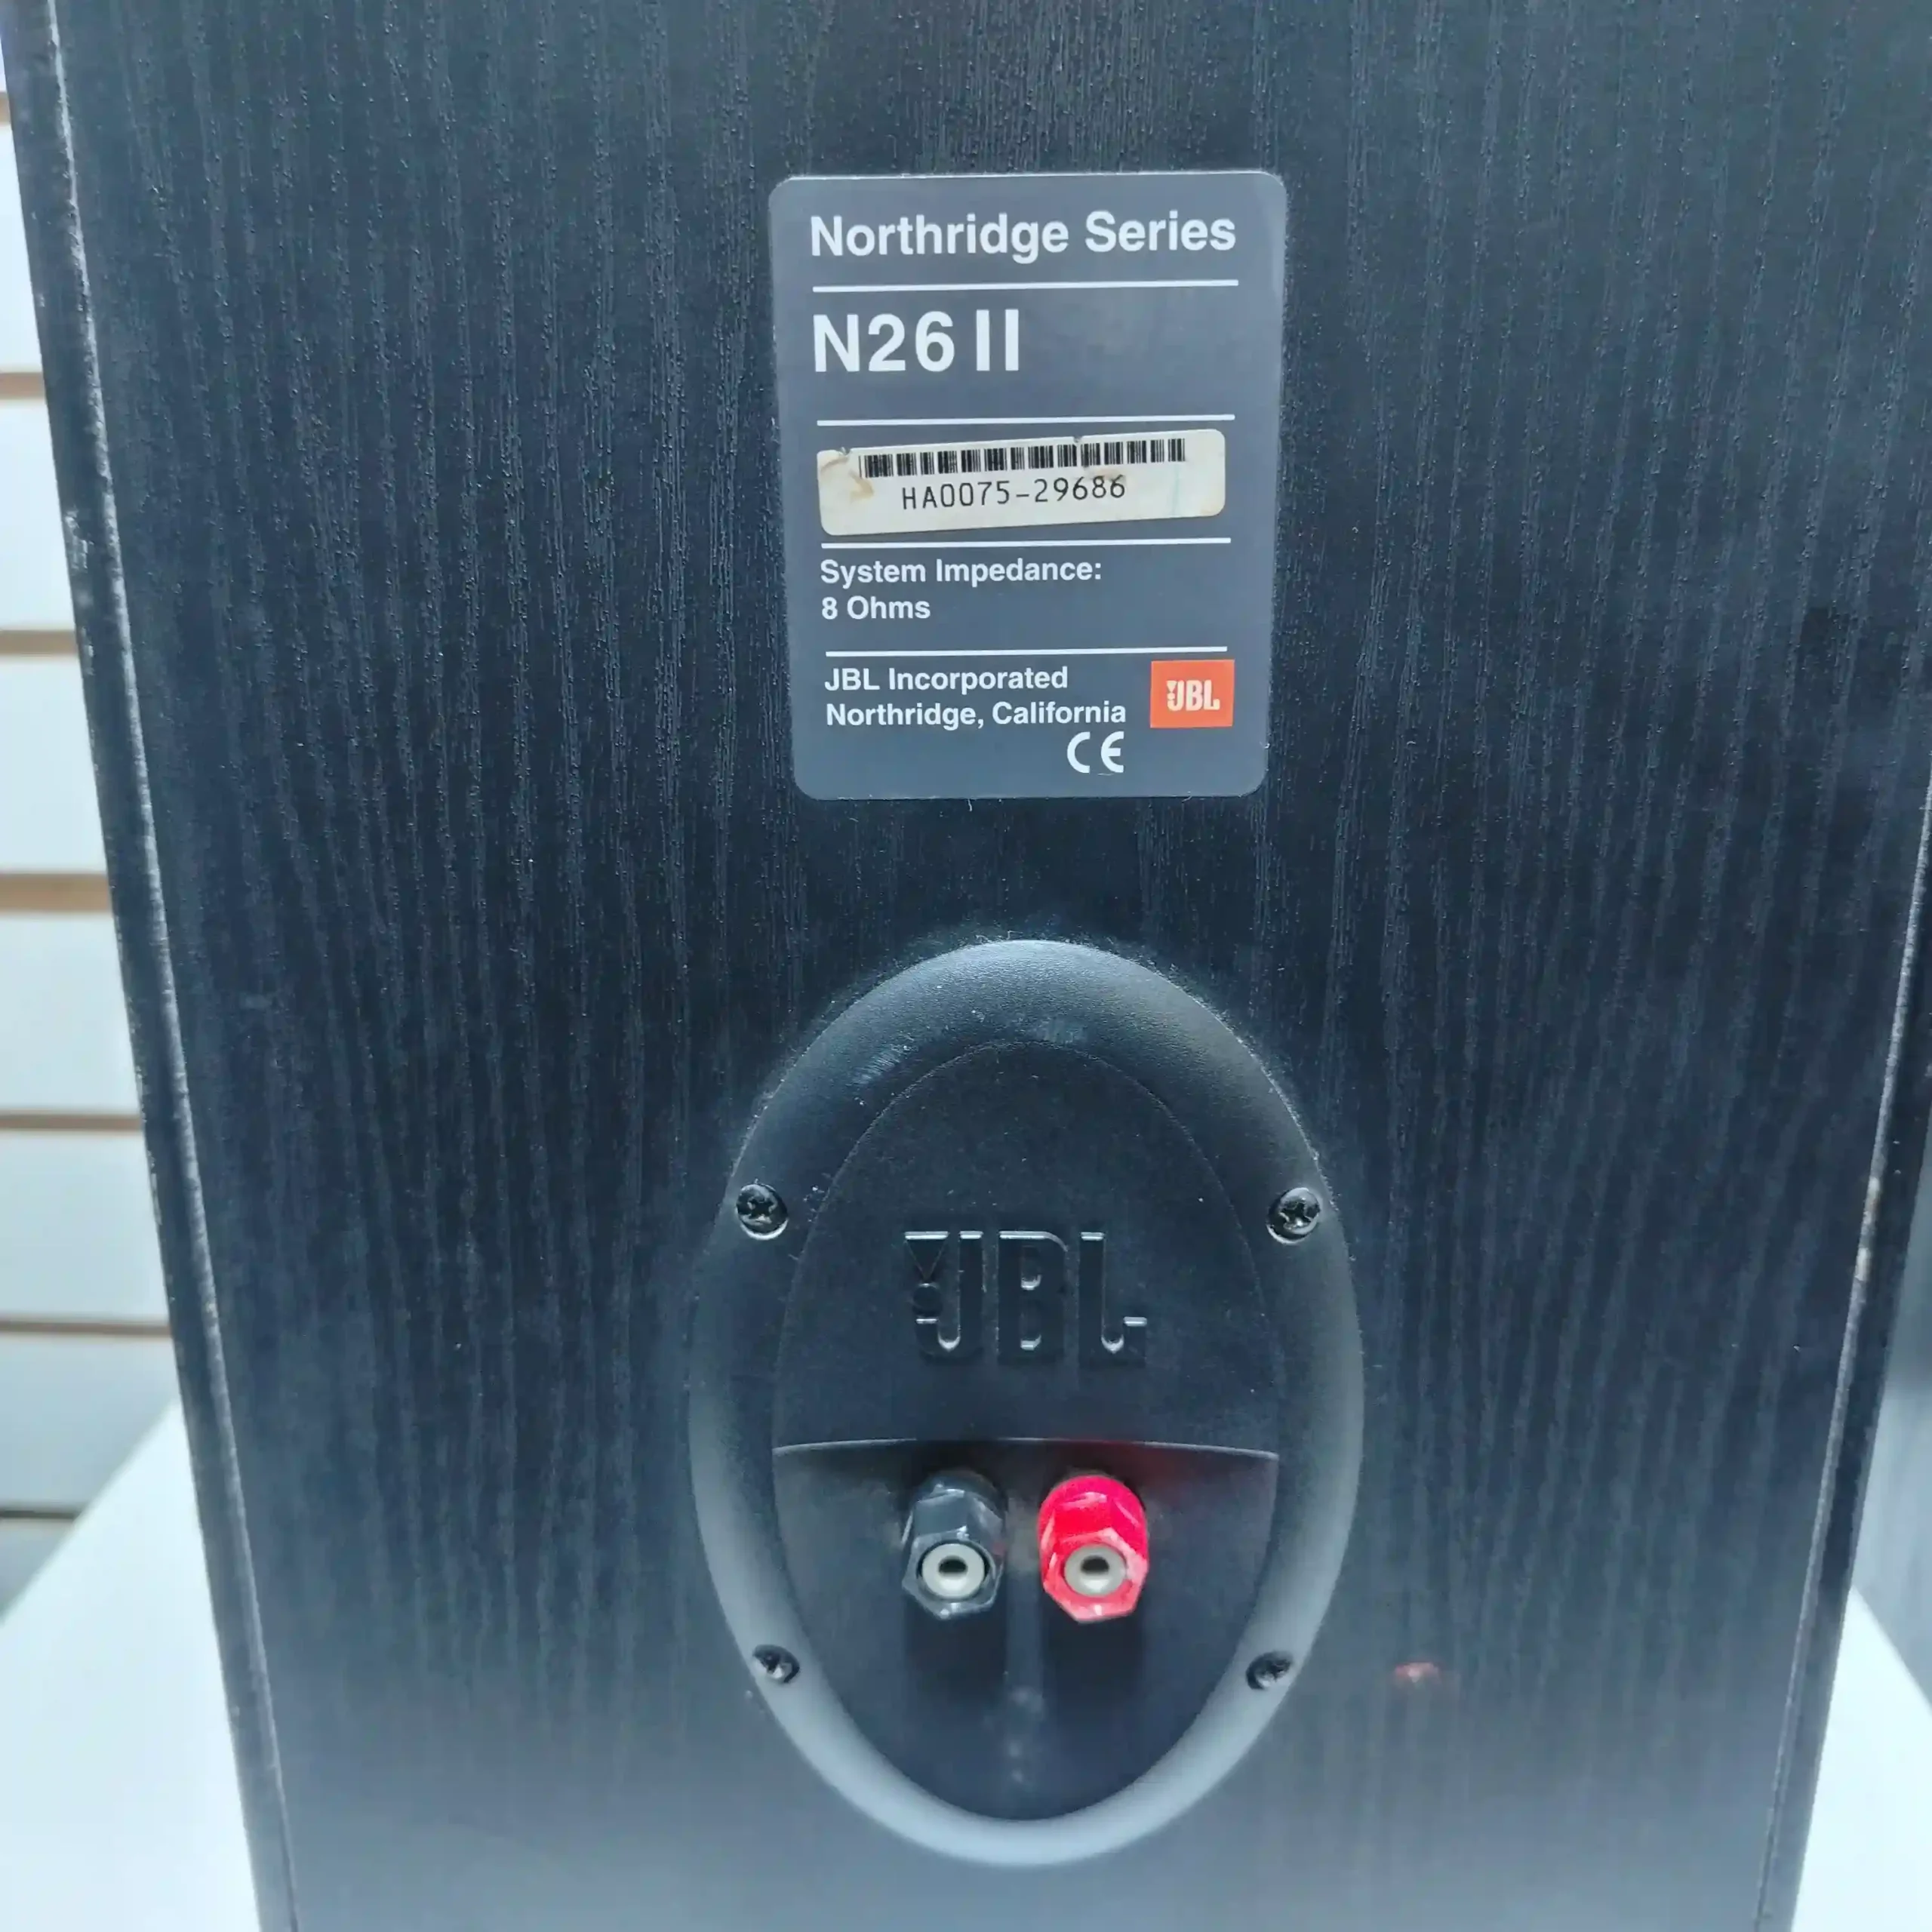 Northridge Series
N26 II
HA0075-29686
System Impedance:
8 Ohms
JBL Incorporated
Northridge, California
JBL
CE
JBL